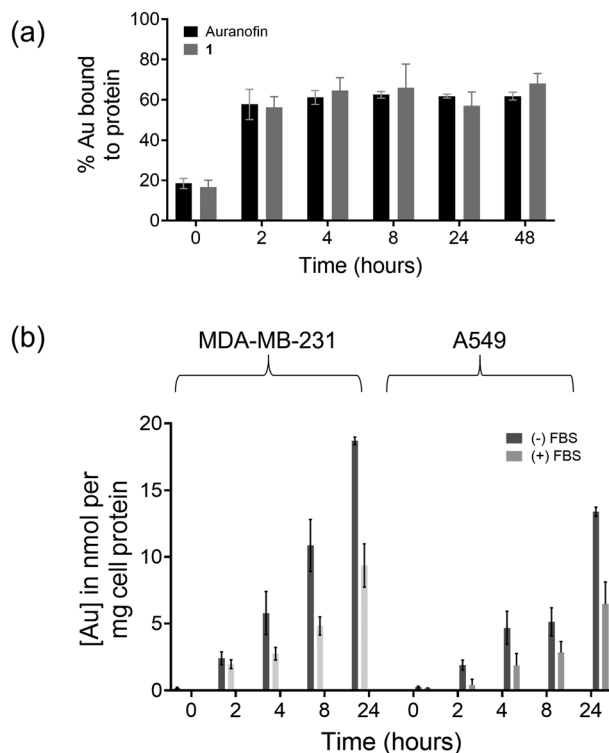 (a)
% Au bound
to protein
100
80
60
40
20
0
Auranofin
1
0 2 4 8 24 48
Time (hours)
(b)
MDA-MB-231 A549
[Au] in nmol per
mg cell protein
20
15
10
5
0
(-) FBS
(+) FBS
0 2 4 8 24 0 2 4 8 24
Time (hours)